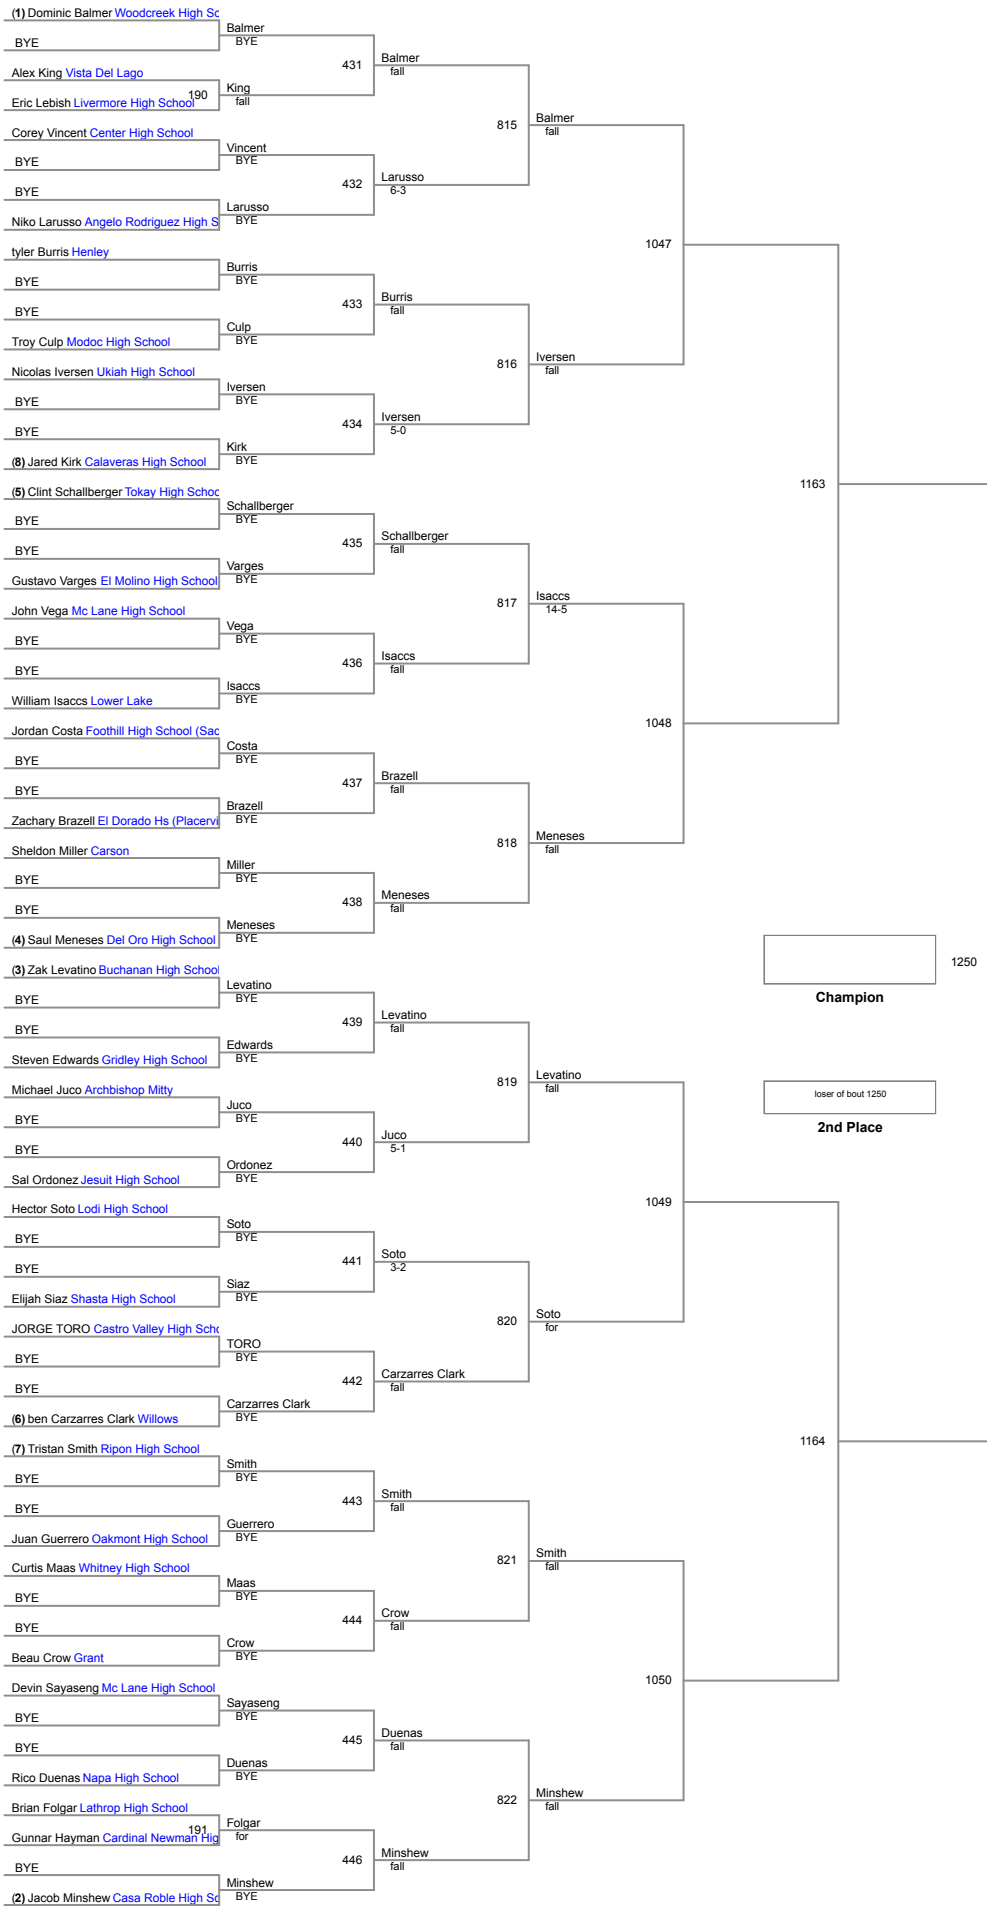 (1) Dominic Balmer Woodcreek High Sc
Balmer
BYE
BYE
431
Balmer
fall
Alex King Vista Del Lago
190
King
fall
Eric Lebish Livermore High School
815
Balmer
fall
Corey Vincent Center High School
Vincent
BYE
BYE
432
Larusso
6-3
BYE
Larusso
BYE
Niko Larusso Angelo Rodriguez High S
1047
tyler Burris Henley
Burris
BYE
BYE
433
Burris
fall
BYE
Culp
BYE
Troy Culp Modoc High School
816
Iversen
fall
Nicolas Iversen Ukiah High School
Iversen
BYE
BYE
434
Iversen
5-0
BYE
Kirk
BYE
(8) Jared Kirk Calaveras High School
1163
(5) Clint Schallberger Tokay High Schoo
Schallberger
BYE
BYE
435
Schallberger
fall
BYE
Varges
BYE
Gustavo Varges El Molino High School
817
Isaccs
14-5
John Vega Mc Lane High School
Vega
BYE
BYE
436
Isaccs
fall
BYE
Isaccs
BYE
William Isaccs Lower Lake
1048
Jordan Costa Foothill High School (Sac
Costa
BYE
BYE
437
Brazell
fall
BYE
Brazell
BYE
Zachary Brazell El Dorado Hs (Placervi
818
Meneses
fall
Sheldon Miller Carson
Miller
BYE
BYE
438
Meneses
fall
BYE
Meneses
BYE
(4) Saul Meneses Del Oro High School
1250
Champion
(3) Zak Levatino Buchanan High School
Levatino
BYE
BYE
439
Levatino
fall
BYE
Edwards
BYE
Steven Edwards Gridley High School
819
Levatino
fall
loser of bout 1250
2nd Place
Michael Juco Archbishop Mitty
Juco
BYE
BYE
440
Juco
5-1
BYE
Ordonez
BYE
Sal Ordonez Jesuit High School
1049
Hector Soto Lodi High School
Soto
BYE
BYE
441
Soto
3-2
BYE
Siaz
BYE
Elijah Siaz Shasta High School
820
Soto
for
JORGE TORO Castro Valley High Scho
TORO
BYE
BYE
442
Carzarres Clark
fall
BYE
Carzarres Clark
BYE
(6) ben Carzarres Clark Willows
1164
(7) Tristan Smith Ripon High School
Smith
BYE
BYE
443
Smith
fall
BYE
Guerrero
BYE
Juan Guerrero Oakmont High School
821
Smith
fall
Curtis Maas Whitney High School
Maas
BYE
BYE
444
Crow
fall
BYE
Crow
BYE
Beau Crow Grant
1050
Devin Sayaseng Mc Lane High School
Sayaseng
BYE
BYE
445
Duenas
fall
BYE
Duenas
BYE
Rico Duenas Napa High School
822
Minshew
fall
Brian Folgar Lathrop High School
191
Folgar
for
Gunnar Hayman Cardinal Newman Hig
446
Minshew
fall
BYE
Minshew
BYE
(2) Jacob Minshew Casa Roble High Sc